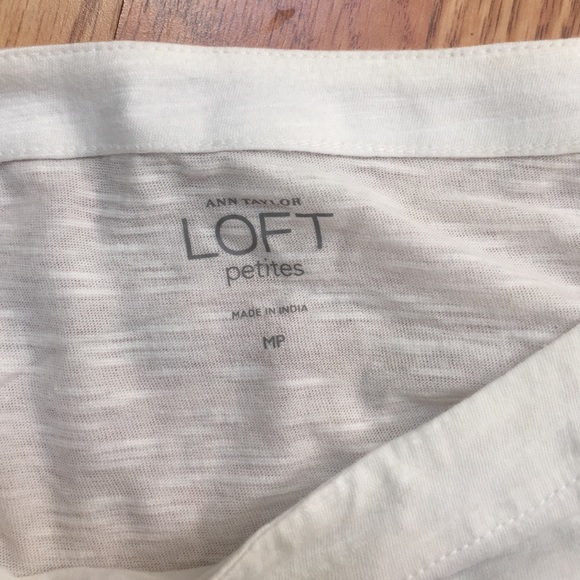 ANN TAYLOR
LOFT
petites
MADE IN INDIA
MP